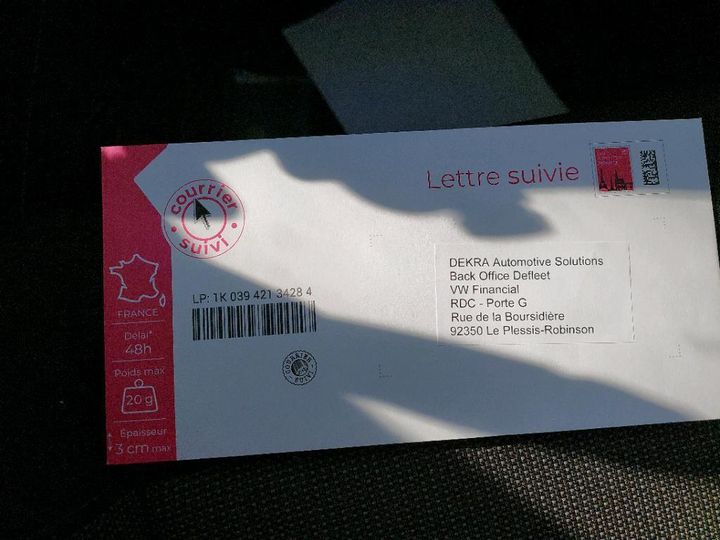 Lettre suivie
courrier
suivi
DEKRA Automotive Solutions
Back Office Defleet
VW Financial
RDC - Porte G
Rue de la Boursidière
92350 Le Plessis-Robinson
LP: 1K 039 421 3428 4
COURRIER
SUIVI
FRANCE
Délai*
48h
Poids max
20 g
Épaisseur
3 cm max